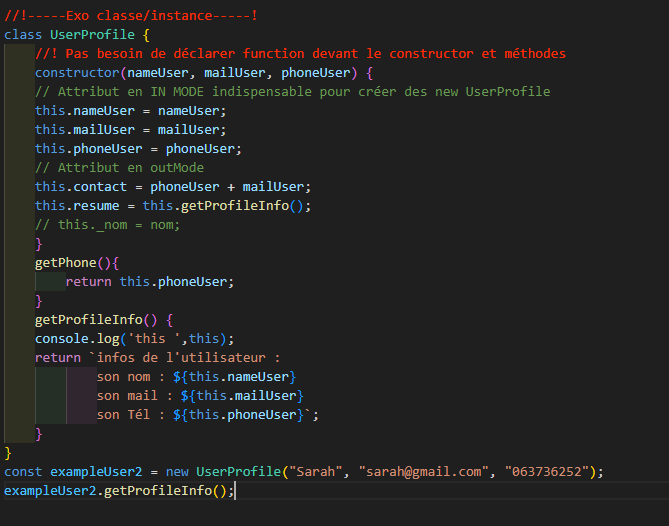 //!-----Exo classe/instance-----!
class UserProfile {
//! Pas besoin de déclarer function devant le constructor et méthodes
constructor(nameUser, mailUser, phoneUser) {
// Attribut en IN MODE indispensable pour créer des new UserProfile
this.nameUser = nameUser;
this.mailUser = mailUser;
this.phoneUser = phoneUser;
// Attribut en outMode
this.contact = phoneUser + mailUser;
this.resume = this.getProfileInfo();
// this._nom = nom;
}
getPhone(){
return this.phoneUser;
}
getProfileInfo() {
console.log('this ',this);
return `infos de l'utilisateur :
son nom : ${this.nameUser}
son mail : ${this.mailUser}
son Tél : ${this.phoneUser}`;
}
}
const exampleUser2 = new UserProfile("Sarah", "sarah@gmail.com", "063736252");
exampleUser2.getProfileInfo();